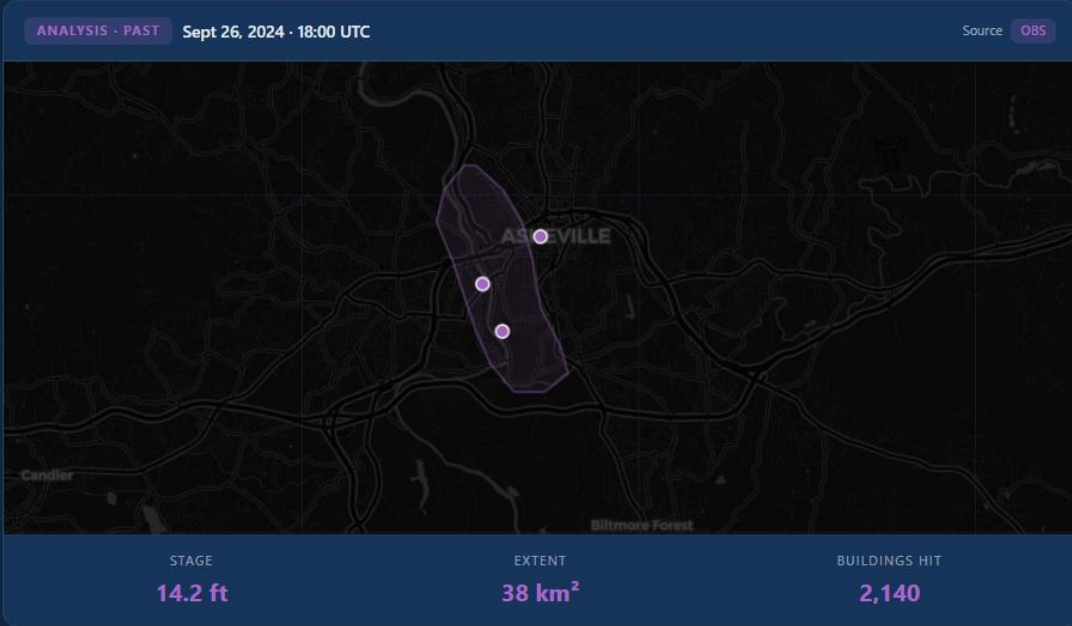 ANALYSIS · PAST Sept 26, 2024 · 18:00 UTC Source OBS
ASHEVILLE
Candler
Biltmore Forest
STAGE EXTENT BUILDINGS HIT
14.2 ft 38 km² 2,140